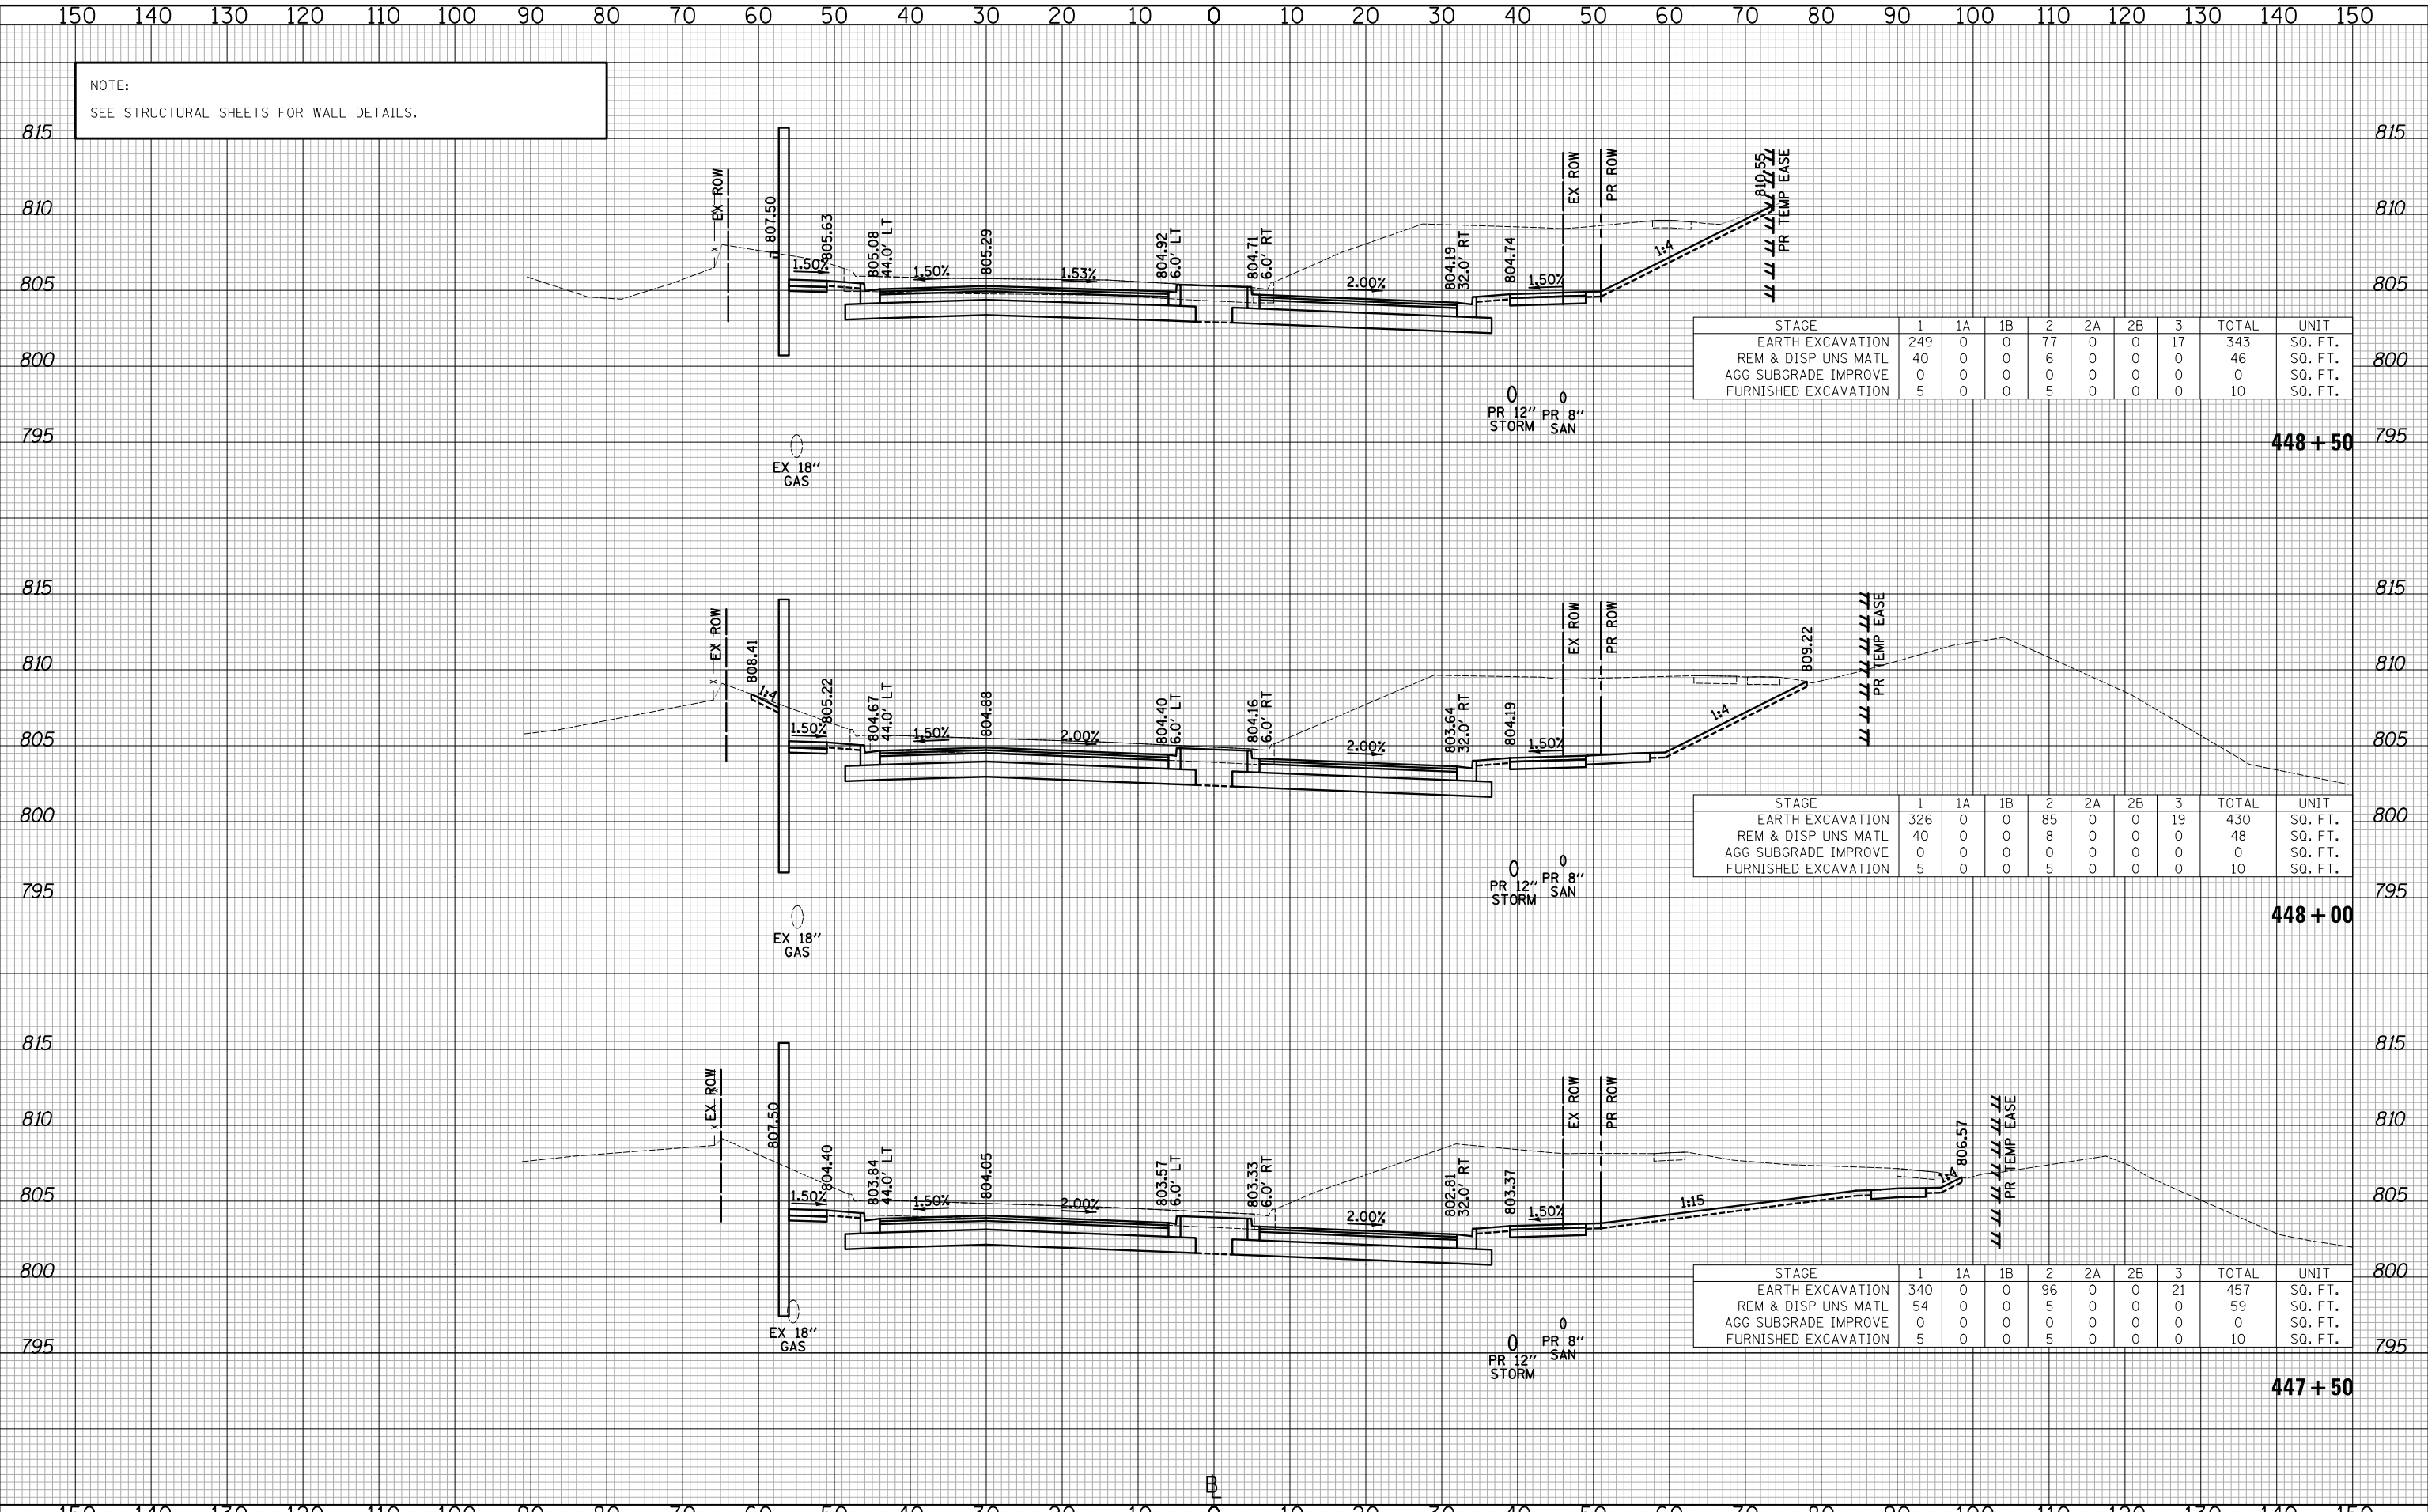 150 140 130 120 110 100 90 80 70 60 50 40 30 20 10 0 10 20 30 40 50 60 70 80 90 100 110 120 130 140 150
NOTE:
SEE STRUCTURAL SHEETS FOR WALL DETAILS.
815 815
810 810
805 805
800 800
795 795
EX ROW
807.50
1.50%
805.63
805.08
44.0' LT
1.50%
805.29
1.53%
804.92
6.0' LT
804.71
6.0' RT
2.00%
804.19
32.0' RT
804.74
1.50%
EX ROW
PR ROW
1:4
810.55
PR TEMP EASE
PR 12"
STORM
PR 8"
SAN
EX 18"
GAS
STAGE 1 1A 1B 2 2A 2B 3 TOTAL UNIT
EARTH EXCAVATION 249 0 0 77 0 0 17 343 SQ. FT.
REM & DISP UNS MATL 40 0 0 6 0 0 0 46 SQ. FT.
AGG SUBGRADE IMPROVE 0 0 0 0 0 0 0 0 SQ. FT.
FURNISHED EXCAVATION 5 0 0 5 0 0 0 10 SQ. FT.
448+50
815 815
810 810
805 805
800 800
795 795
EX ROW
808.41
1:4
1.50%
805.22
804.67
44.0' LT
1.50%
804.88
2.00%
804.40
6.0' LT
804.16
6.0' RT
2.00%
803.64
32.0' RT
804.19
1.50%
EX ROW
PR ROW
1:4
809.22
PR TEMP EASE
PR 12"
STORM
PR 8"
SAN
EX 18"
GAS
STAGE 1 1A 1B 2 2A 2B 3 TOTAL UNIT
EARTH EXCAVATION 326 0 0 85 0 0 19 430 SQ. FT.
REM & DISP UNS MATL 40 0 0 8 0 0 0 48 SQ. FT.
AGG SUBGRADE IMPROVE 0 0 0 0 0 0 0 0 SQ. FT.
FURNISHED EXCAVATION 5 0 0 5 0 0 0 10 SQ. FT.
448+00
815 815
810 810
805 805
800 800
795 795
EX ROW
807.50
1.50%
804.40
803.84
44.0' LT
1.50%
804.05
2.00%
803.57
6.0' LT
803.33
6.0' RT
2.00%
802.81
32.0' RT
803.37
1.50%
EX ROW
PR ROW
1:15
1:4
806.57
PR TEMP EASE
PR 12"
STORM
PR 8"
SAN
EX 18"
GAS
STAGE 1 1A 1B 2 2A 2B 3 TOTAL UNIT
EARTH EXCAVATION 340 0 0 96 0 0 21 457 SQ. FT.
REM & DISP UNS MATL 54 0 0 5 0 0 0 59 SQ. FT.
AGG SUBGRADE IMPROVE 0 0 0 0 0 0 0 0 SQ. FT.
FURNISHED EXCAVATION 5 0 0 5 0 0 0 10 SQ. FT.
447+50
BL
150 140 130 120 110 100 90 80 70 60 50 40 30 20 10 0 10 20 30 40 50 60 70 80 90 100 110 120 130 140 150